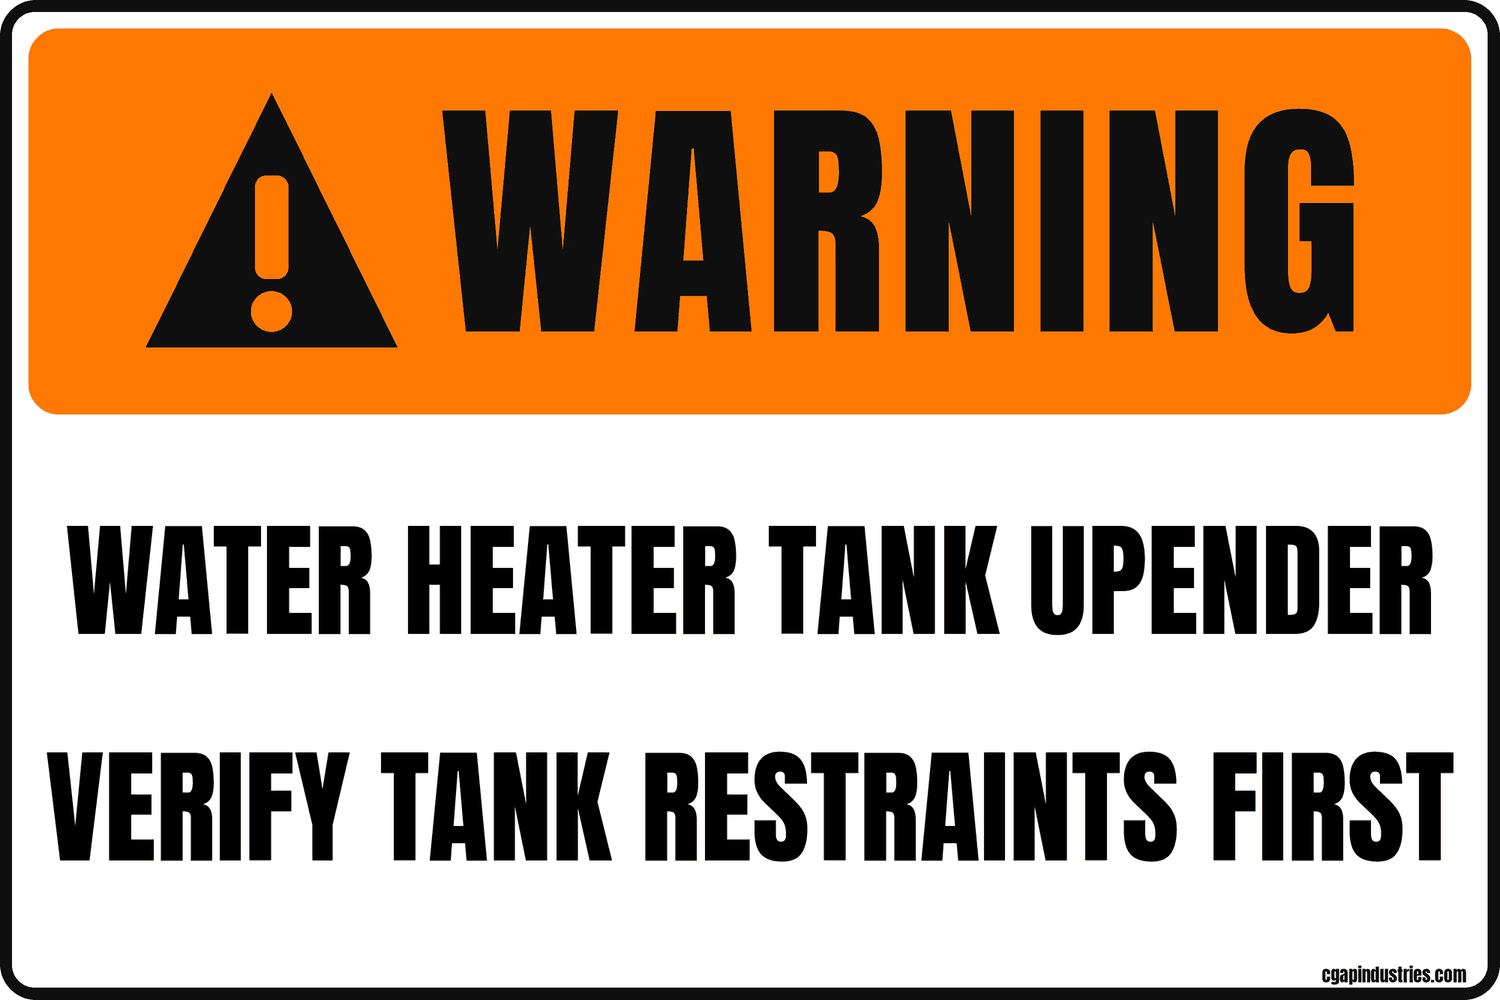 WARNING
WATER HEATER TANK UPENDER
VERIFY TANK RESTRAINTS FIRST
cgapindustries.com